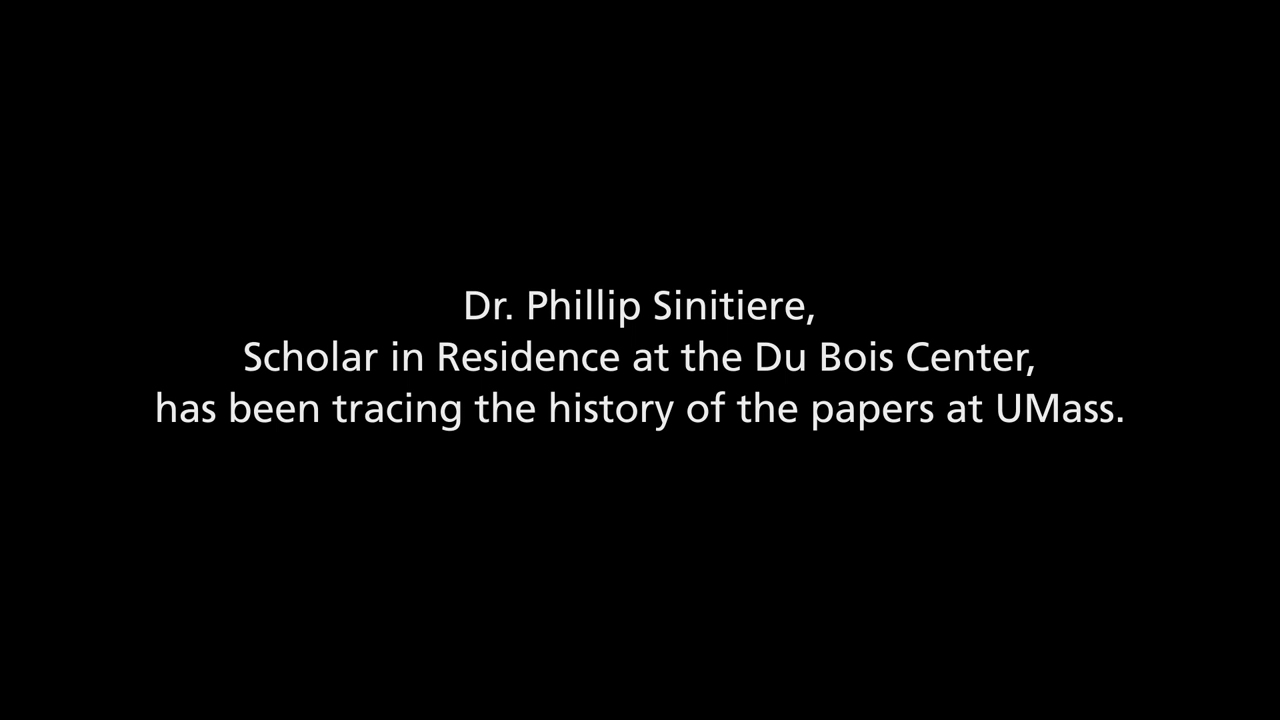 Dr. Phillip Sinitiere,
Scholar in Residence at the Du Bois Center,
has been tracing the history of the papers at UMass.